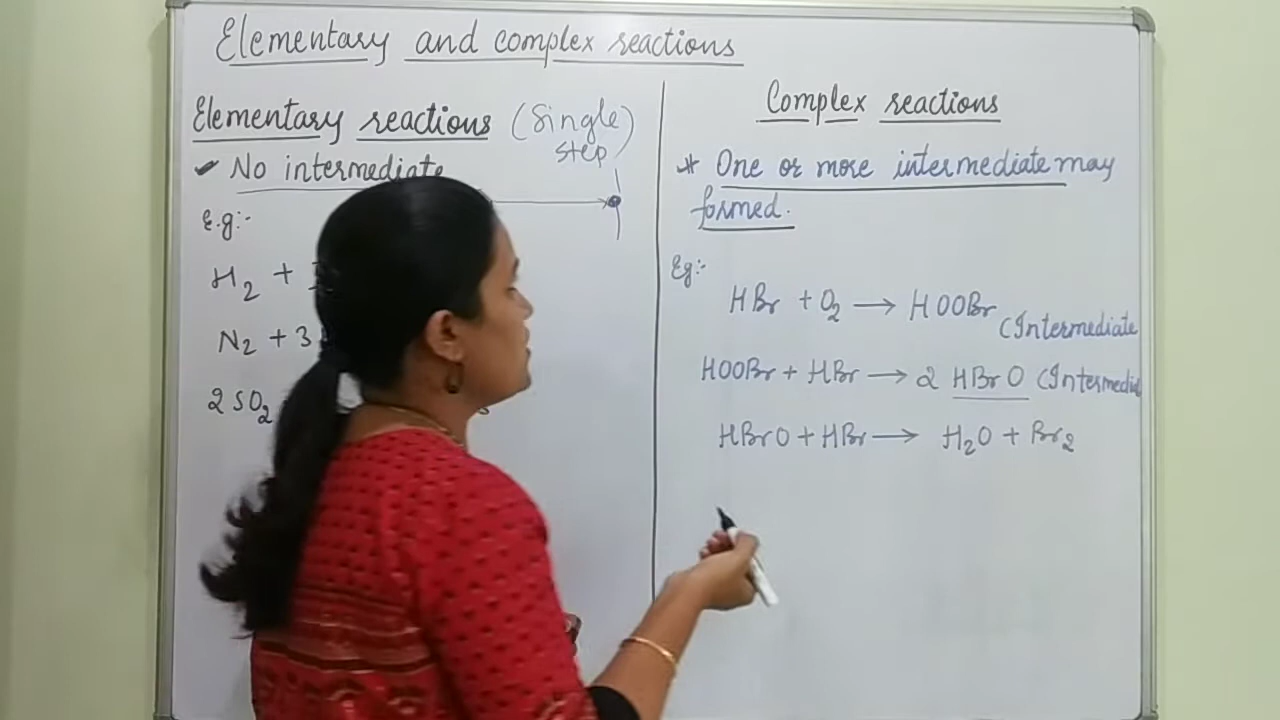 Elementary and complex reactions
Elementary reactions (Single step)
No intermediate
E.g:-
H₂ +
N₂ + 3
2 SO₂
Complex reactions
* One or more intermediate may
formed.
Eg:-
HBr + O₂ → HOOBr (Intermediate
HOOBr + HBr → 2 HBrO (Intermedia
HBrO + HBr → H₂O + Br₂